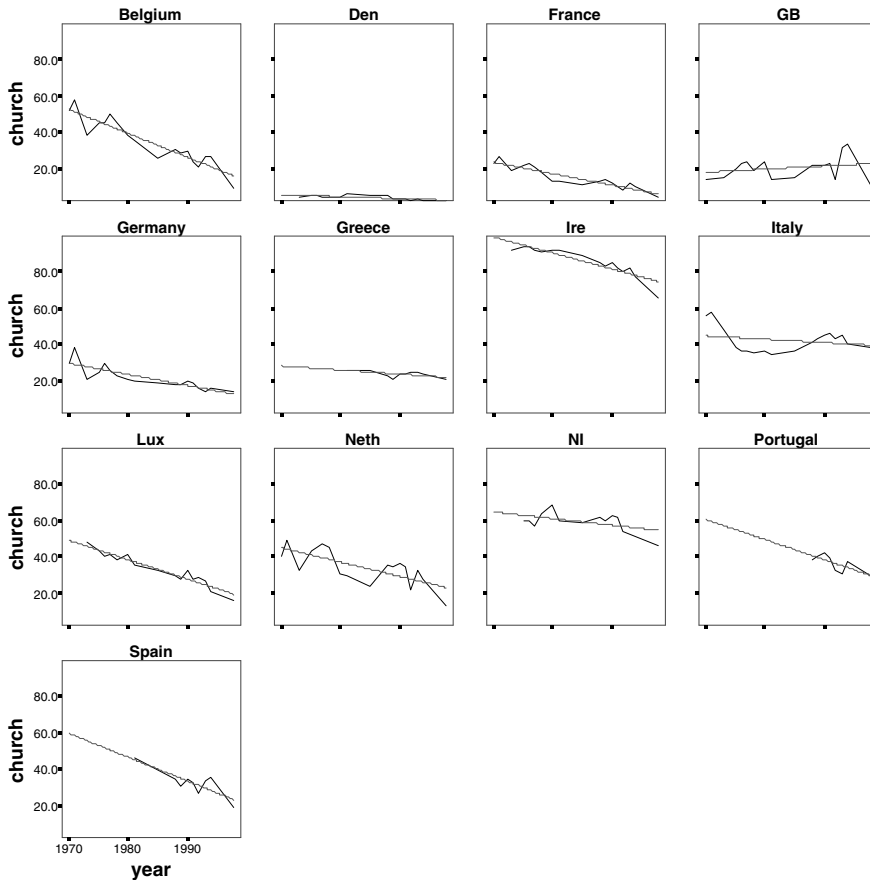 Belgium Den France GB
80.0
60.0
40.0
20.0
church
Germany Greece Ire Italy
80.0
60.0
40.0
20.0
church
Lux Neth NI Portugal
80.0
60.0
40.0
20.0
church
Spain
80.0
60.0
40.0
20.0
church
1970 1980 1990
year